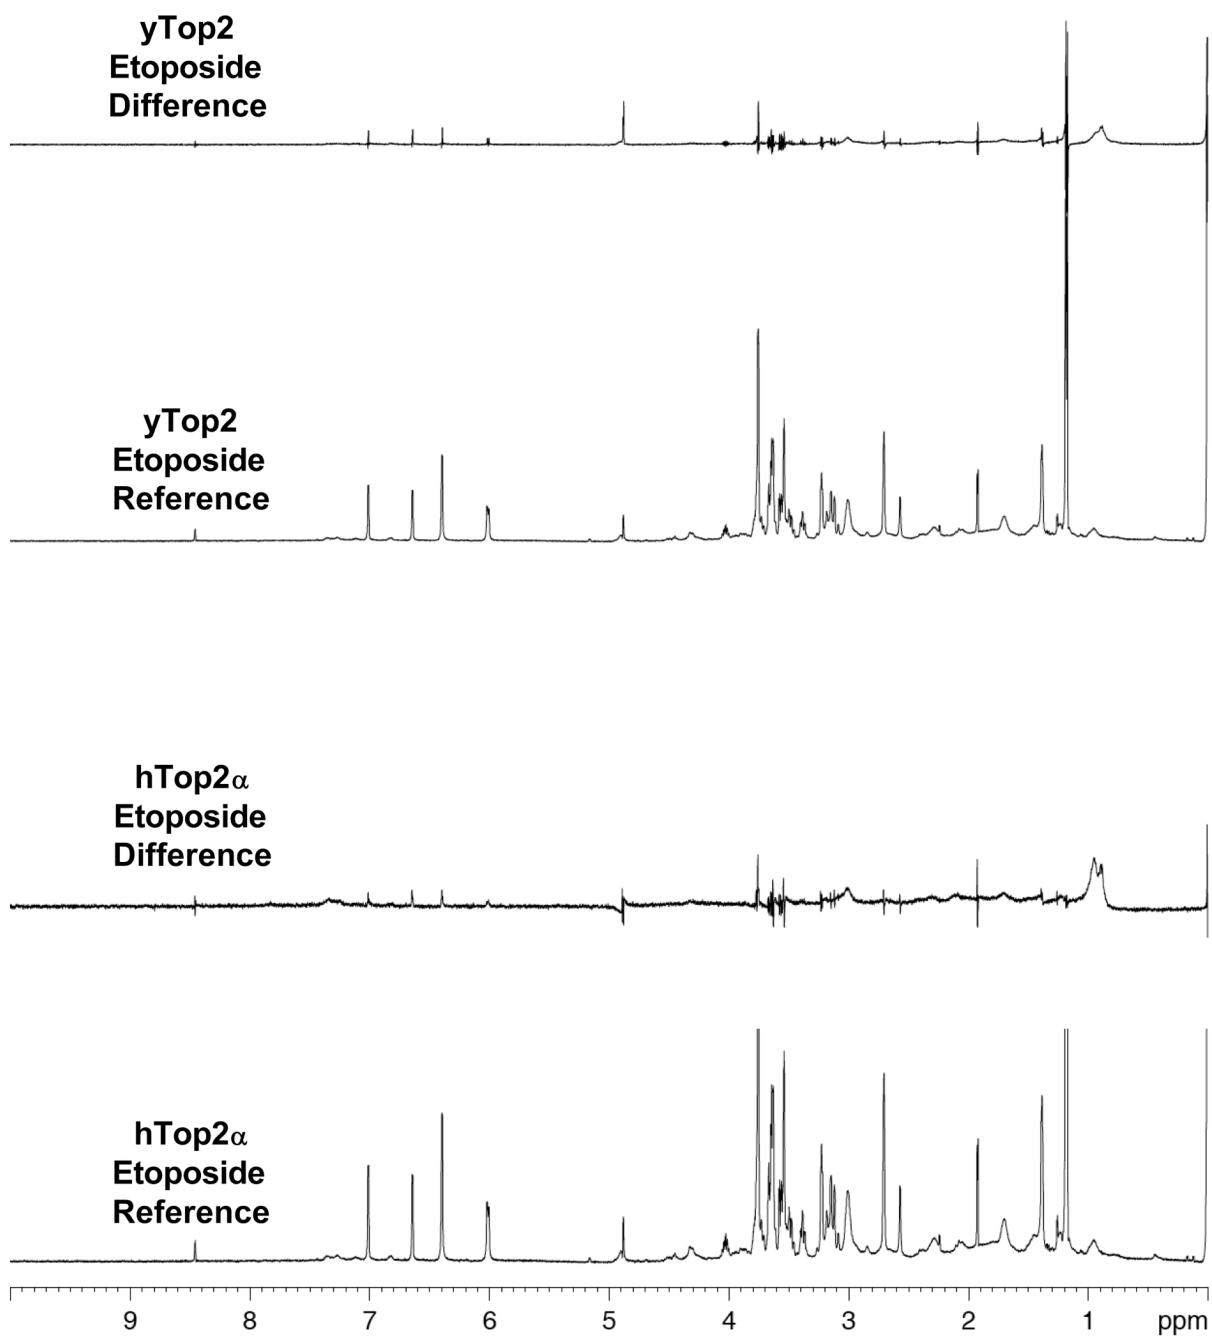 yTop2
Etoposide
Difference
yTop2
Etoposide
Reference
hTop2α
Etoposide
Difference
hTop2α
Etoposide
Reference
9 8 7 6 5 4 3 2 1 ppm